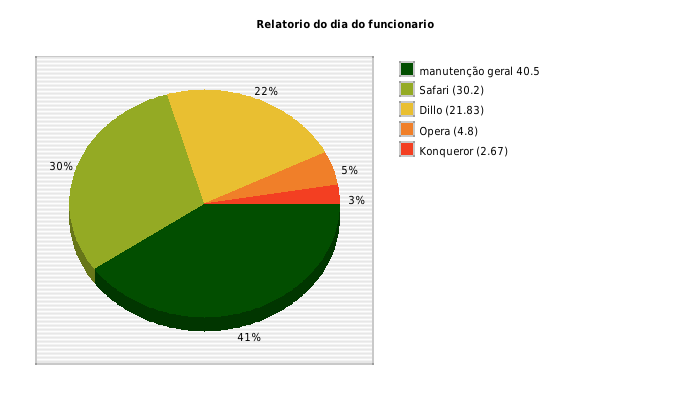 Relatorio do dia do funcionario
manutenção geral 40.5
Safari (30.2)
Dillo (21.83)
Opera (4.8)
Konqueror (2.67)
22%
30%
5%
3%
41%